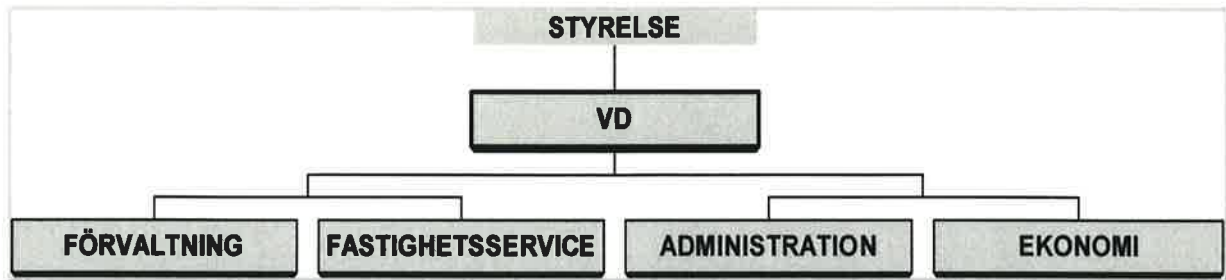 STYRELSE
VD
FÖRVALTNING
FASTIGHETSSERVICE
ADMINISTRATION
EKONOMI